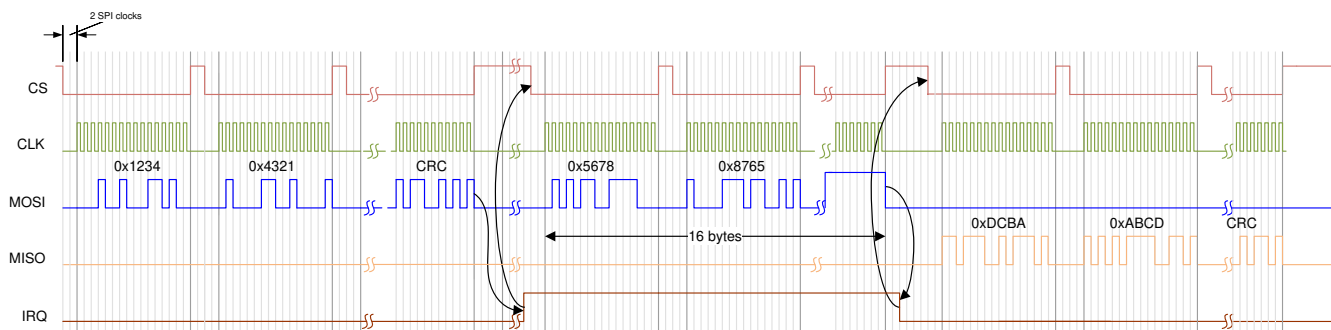 2 SPI clocks
CS
CLK
0x1234
0x4321
CRC
0x5678
0x8765
MOSI
0xDCBA
0xABCD
CRC
16 bytes
MISO
IRQ